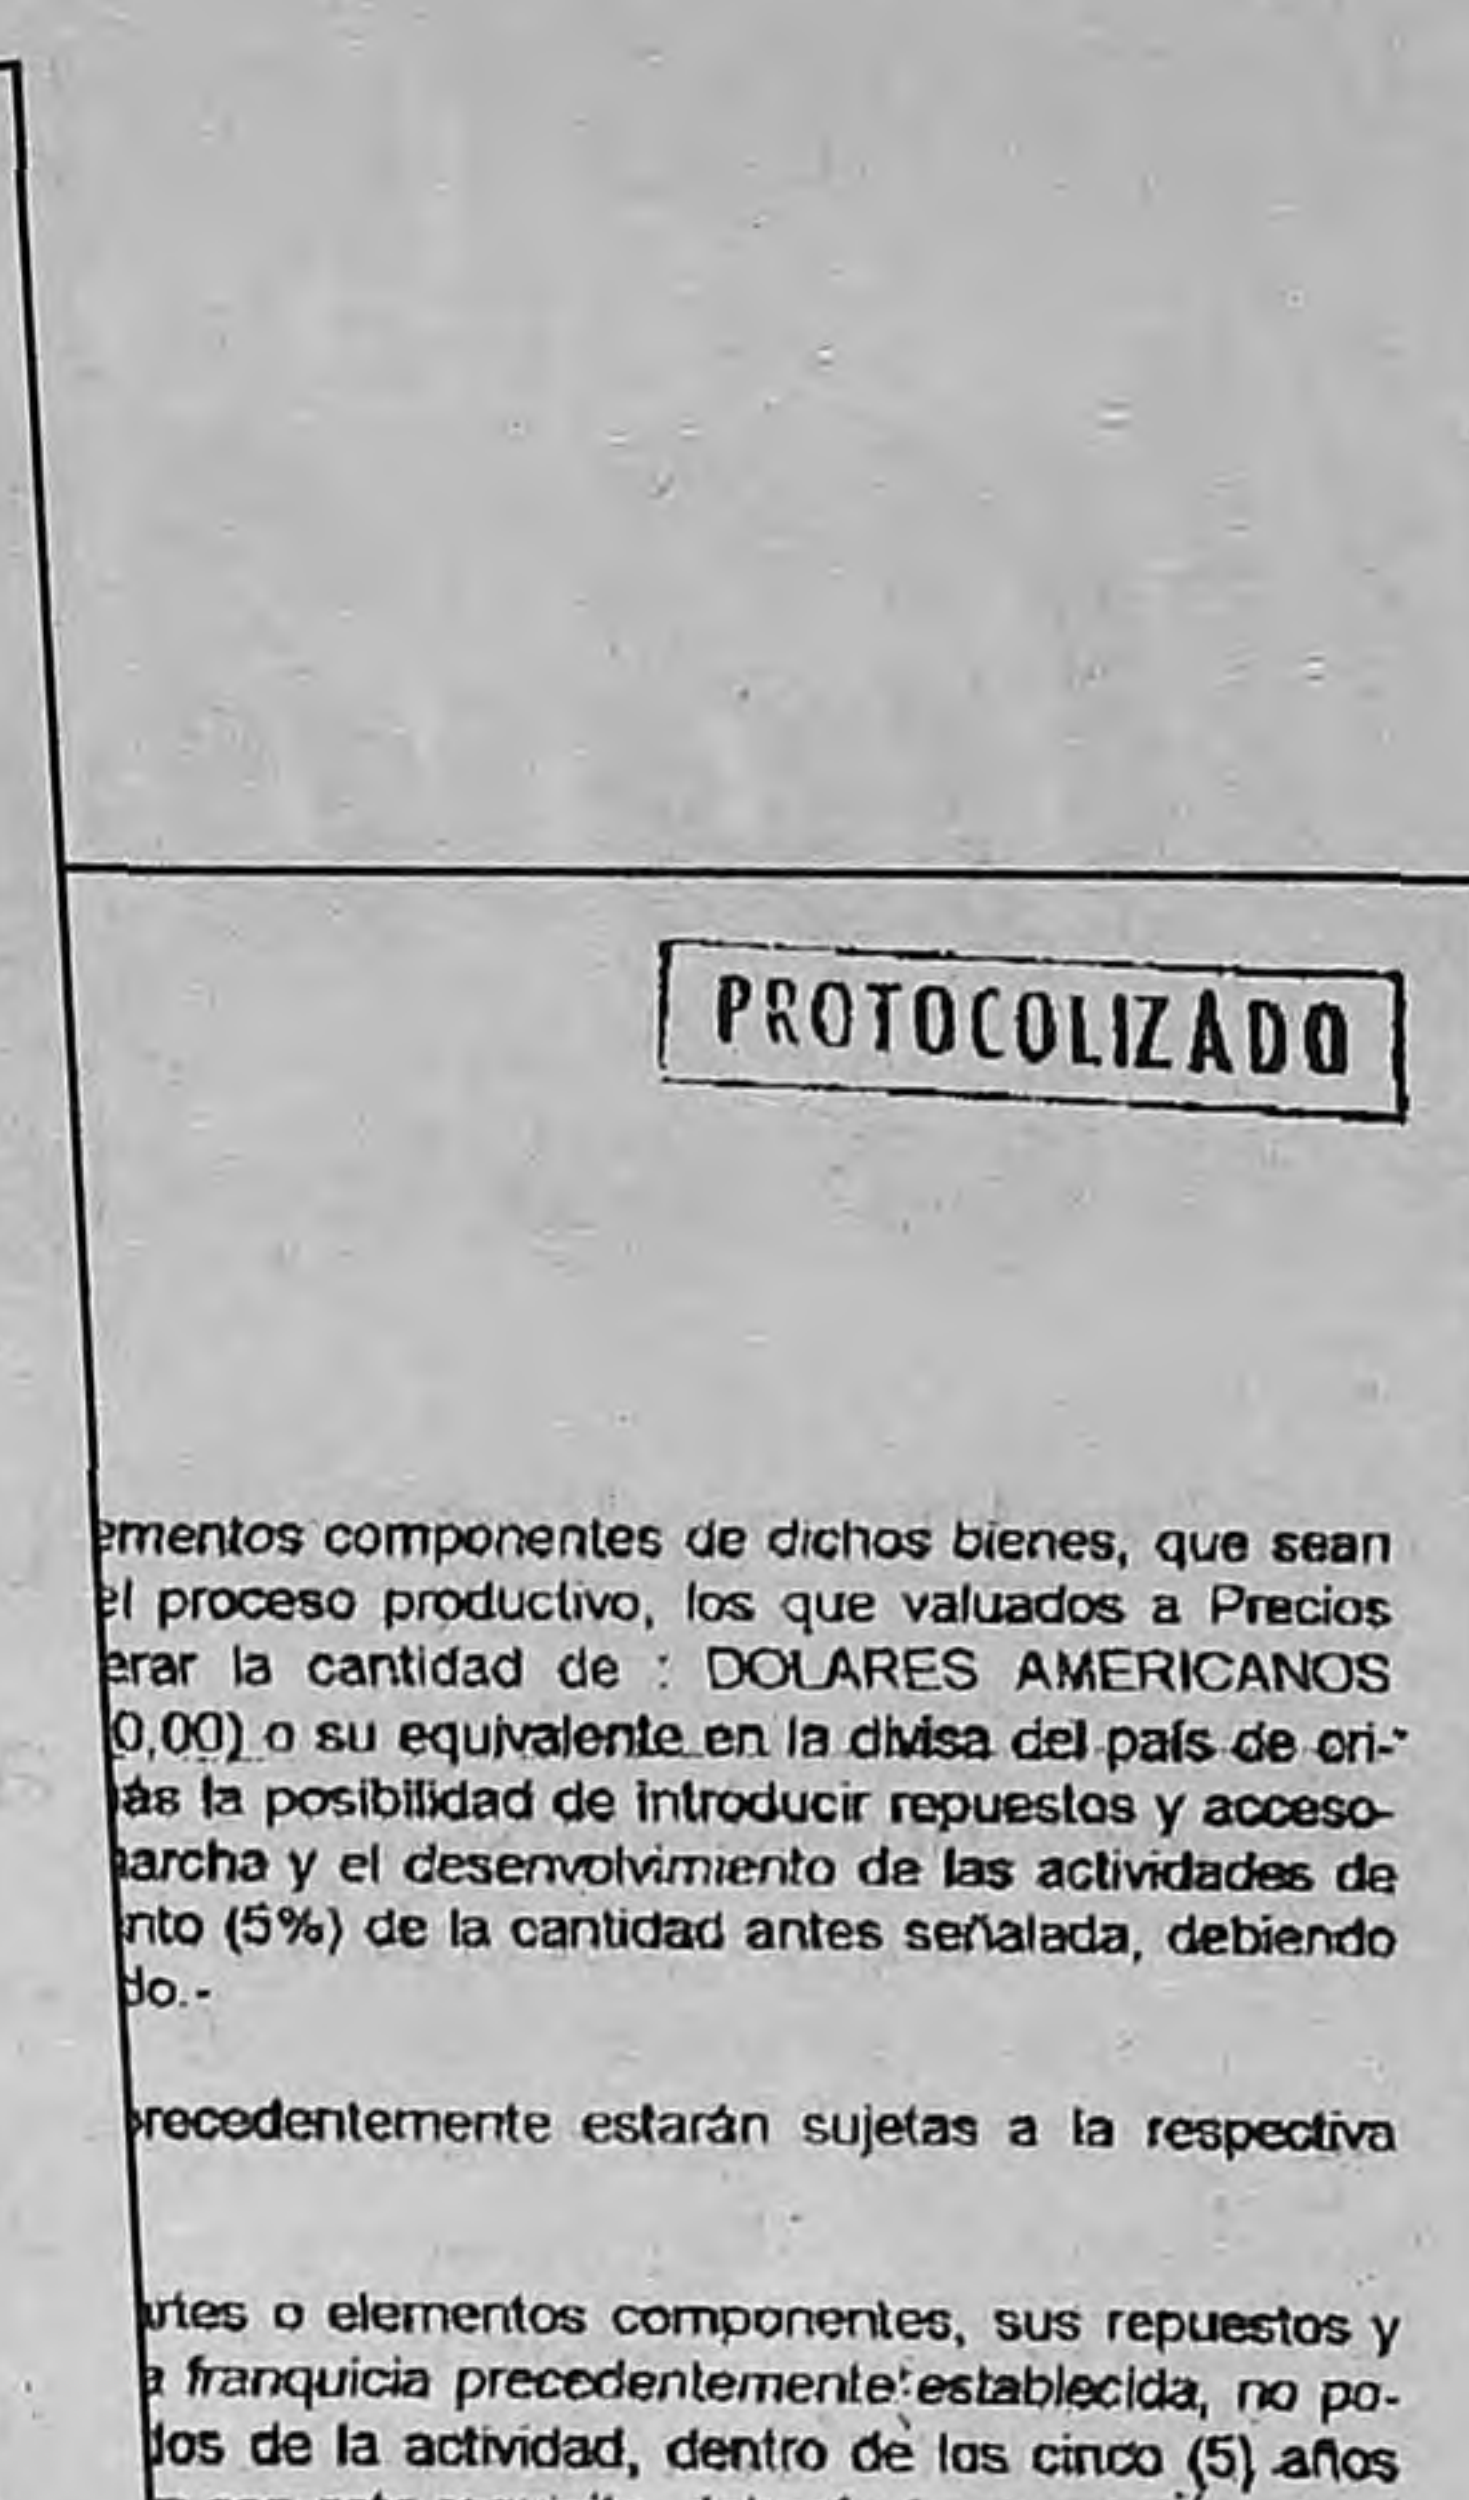 PROTOCOLIZADO
ementos componentes de dichos bienes, que sean
el proceso productivo, los que valuados a Precios
erar la cantidad de : DOLARES AMERICANOS
0,00) o su equivalente en la divisa del país de ori-
ás la posibilidad de introducir repuestos y acceso-
archa y el desenvolvimiento de las actividades de
nto (5%) de la cantidad antes señalada, debiendo
do.-
recedentemente estarán sujetas a la respectiva
rtes o elementos componentes, sus repuestos y
a franquicia precedentemente establecida, no po-
dos de la actividad, dentro de los cinco (5) años